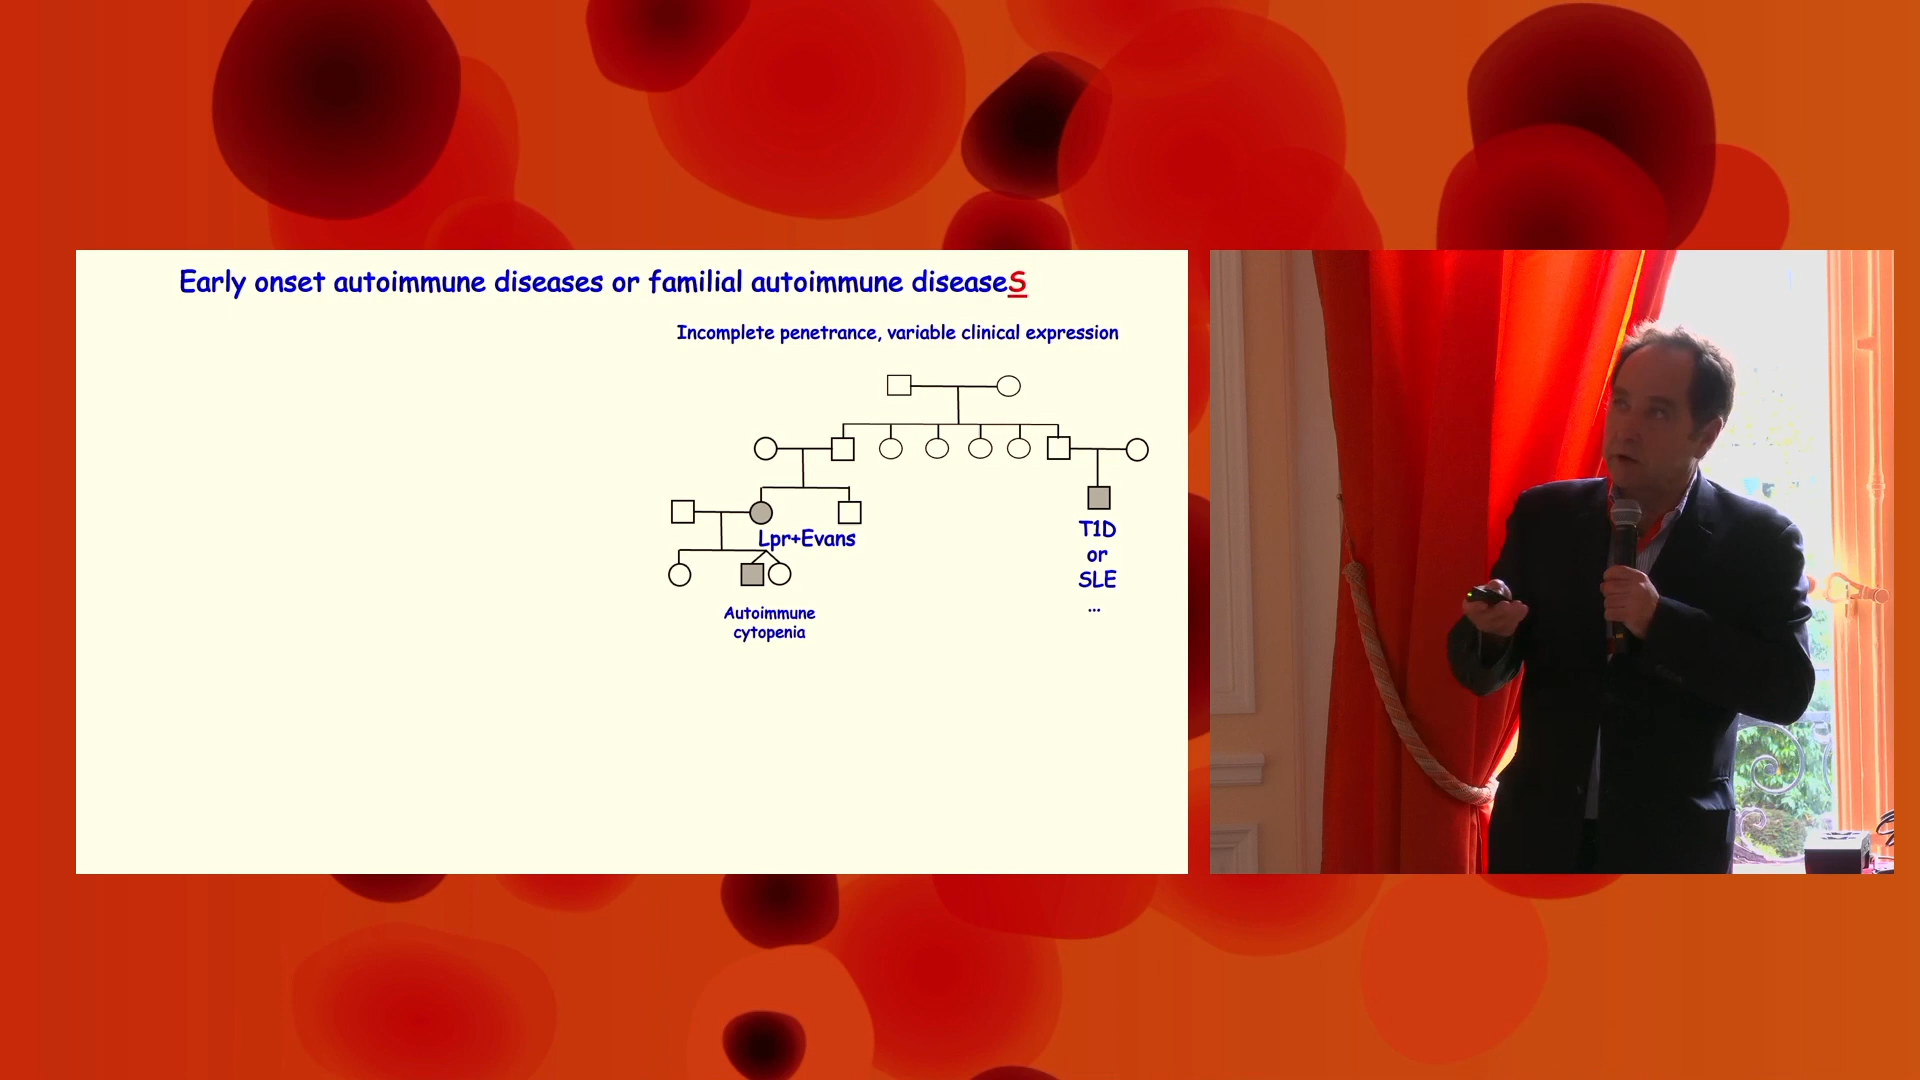 Early onset autoimmune diseases or familial autoimmune diseaseS
Incomplete penetrance, variable clinical expression
Lpr+Evans
T1D
or
SLE
...
Autoimmune
cytopenia